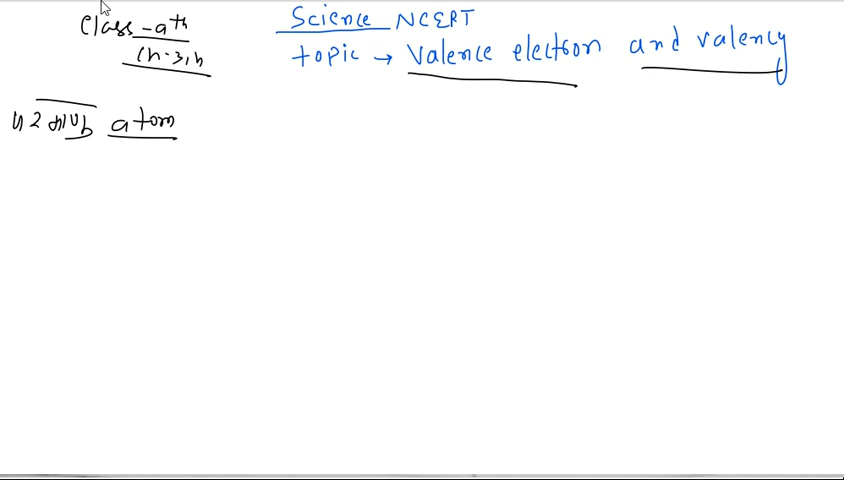 Class - 9th
Science NCERT
Ch-3,4
topic → Valence electron and valency
atom